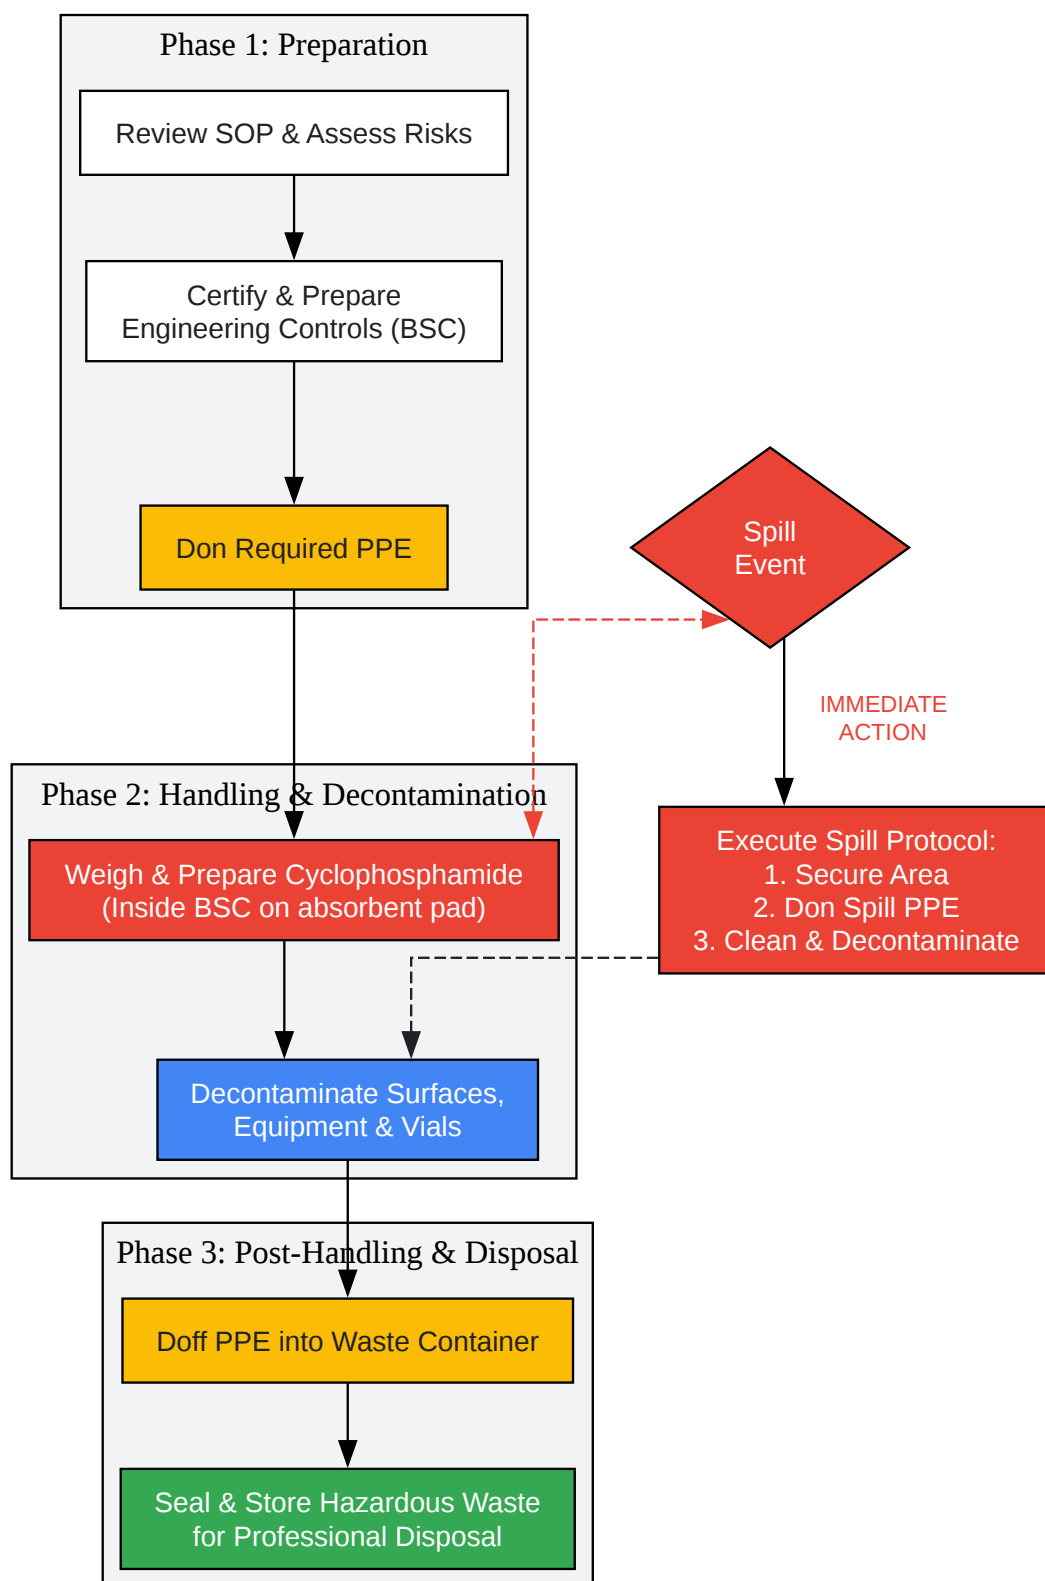 Phase 1: Preparation
Review SOP & Assess Risks
Certify & Prepare
Engineering Controls (BSC)
Don Required PPE
Spill
Event
IMMEDIATE
ACTION
Phase 2: Handling & Decontamination
Weigh & Prepare Cyclophosphamide
(Inside BSC on absorbent pad)
Execute Spill Protocol:
1. Secure Area
2. Don Spill PPE
3. Clean & Decontaminate
Decontaminate Surfaces,
Equipment & Vials
Phase 3: Post-Handling & Disposal
Doff PPE into Waste Container
Seal & Store Hazardous Waste
for Professional Disposal